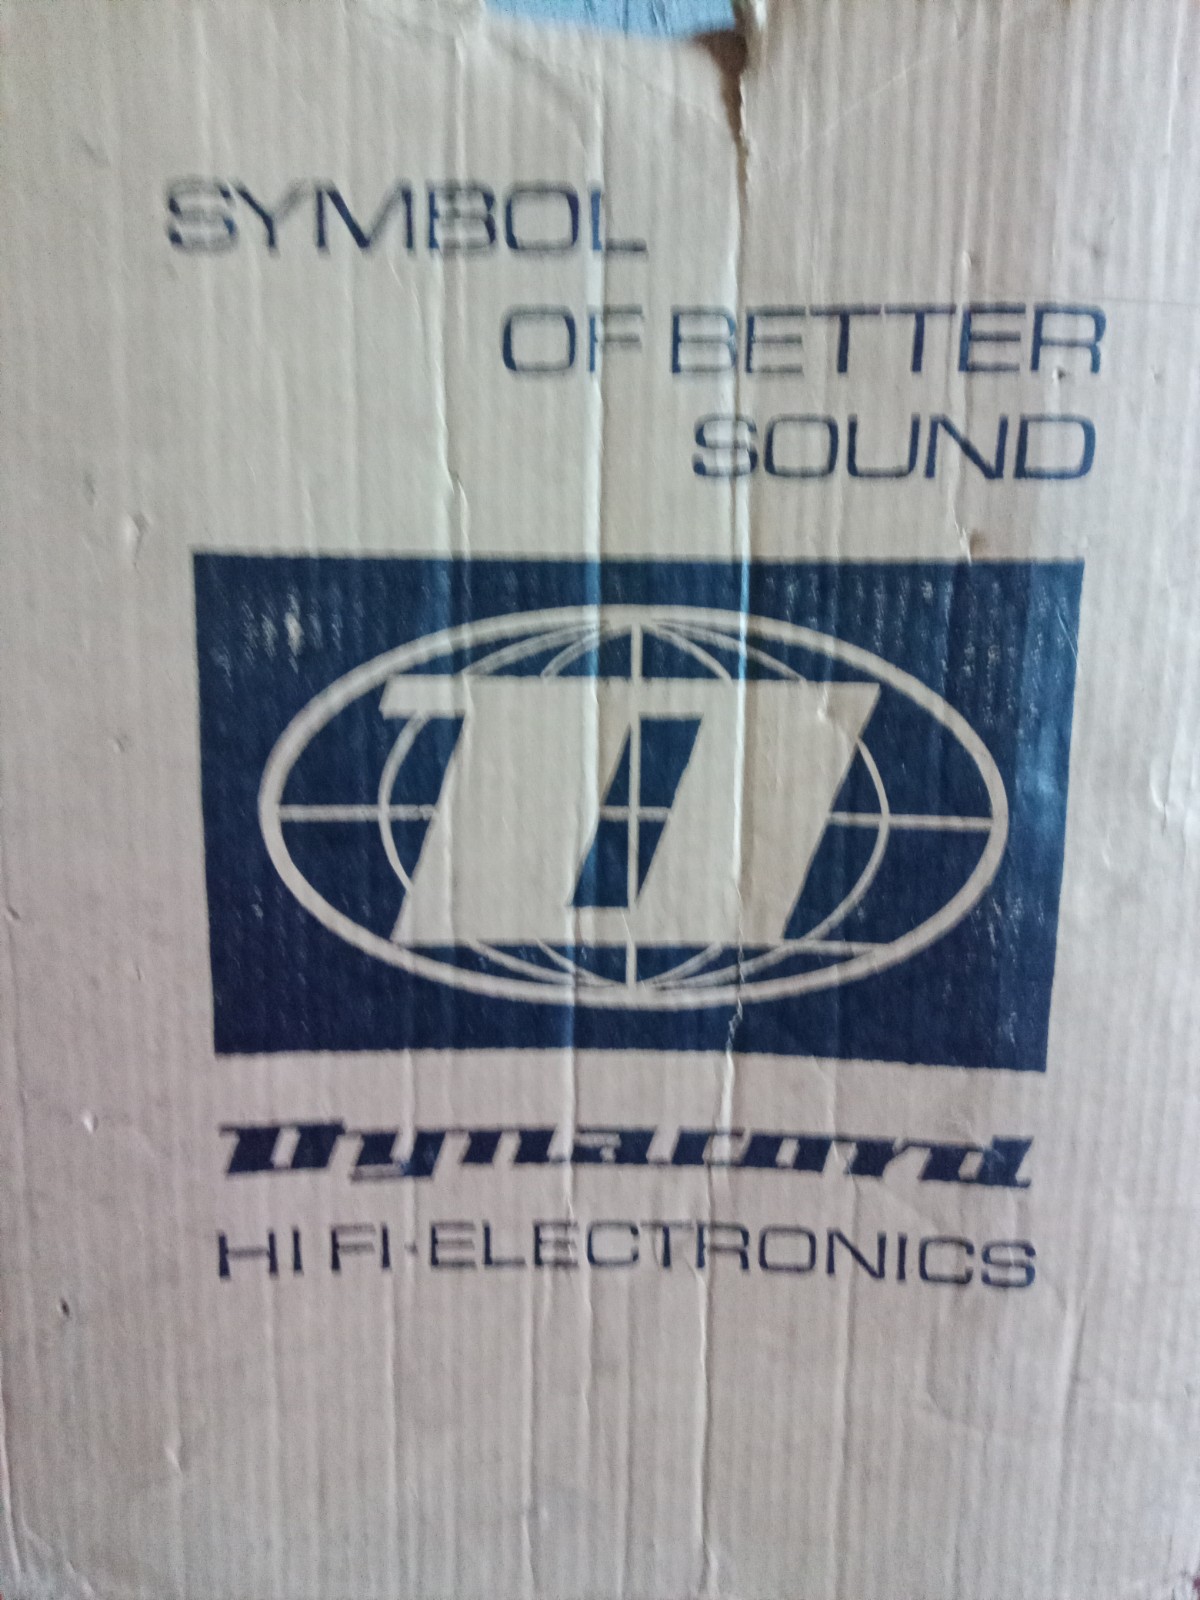 SYMBOL
OF BETTER
SOUND
D
Dynacord
HI FI-ELECTRONICS